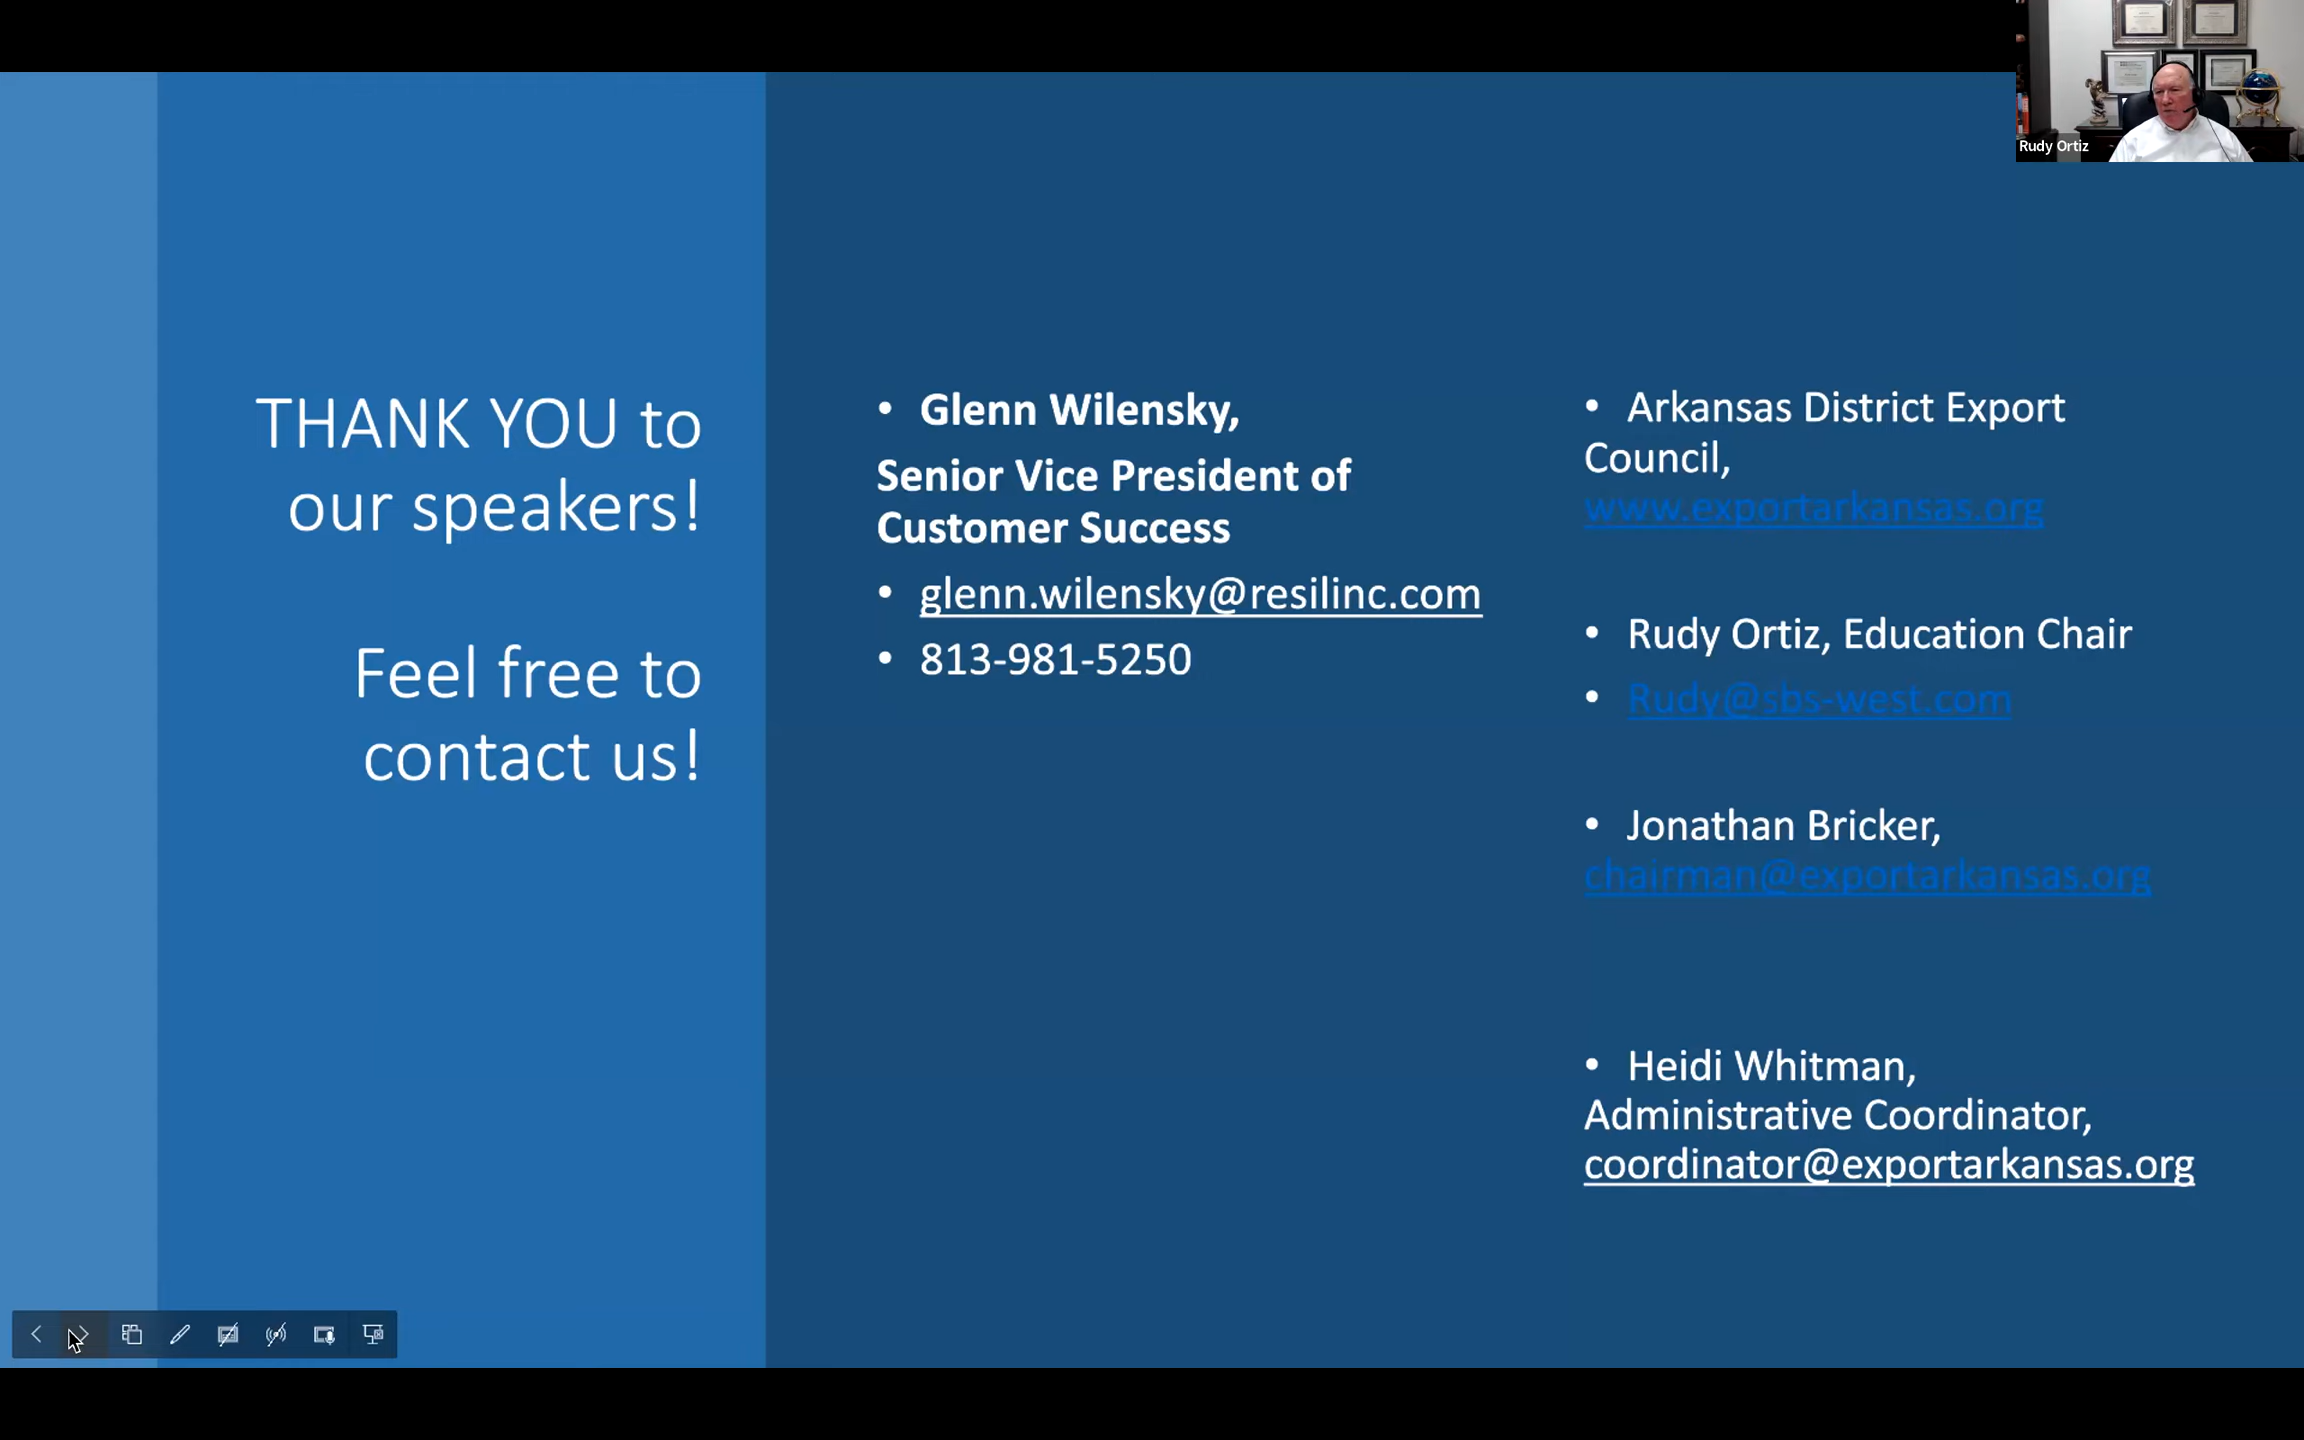 Rudy Ortiz
THANK YOU to
our speakers!
Feel free to
contact us!
• Glenn Wilensky,
Senior Vice President of
Customer Success
• glenn.wilensky@resilinc.com
• 813-981-5250
• Arkansas District Export
Council,
www.exportarkansas.org
• Rudy Ortiz, Education Chair
• Rudy@sbs-west.com
• Jonathan Bricker,
chairman@exportarkansas.org
• Heidi Whitman,
Administrative Coordinator,
coordinator@exportarkansas.org